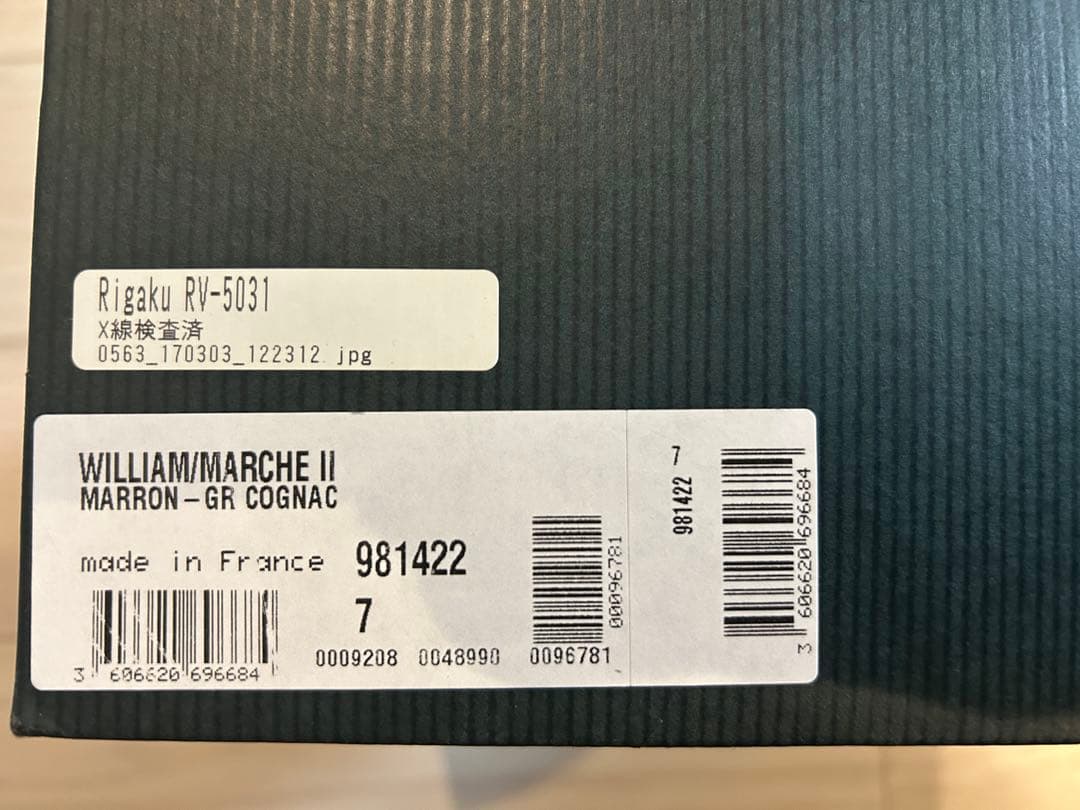 Rigaku RV-5031
X線検査済
0563_170303_122312.jpg
WILLIAM/MARCHE II
MARRON-GR COGNAC
made in France 981422
7
3 606620 696684
0009208 0048990 0096781
00096781
7
981422
3 606620 696684